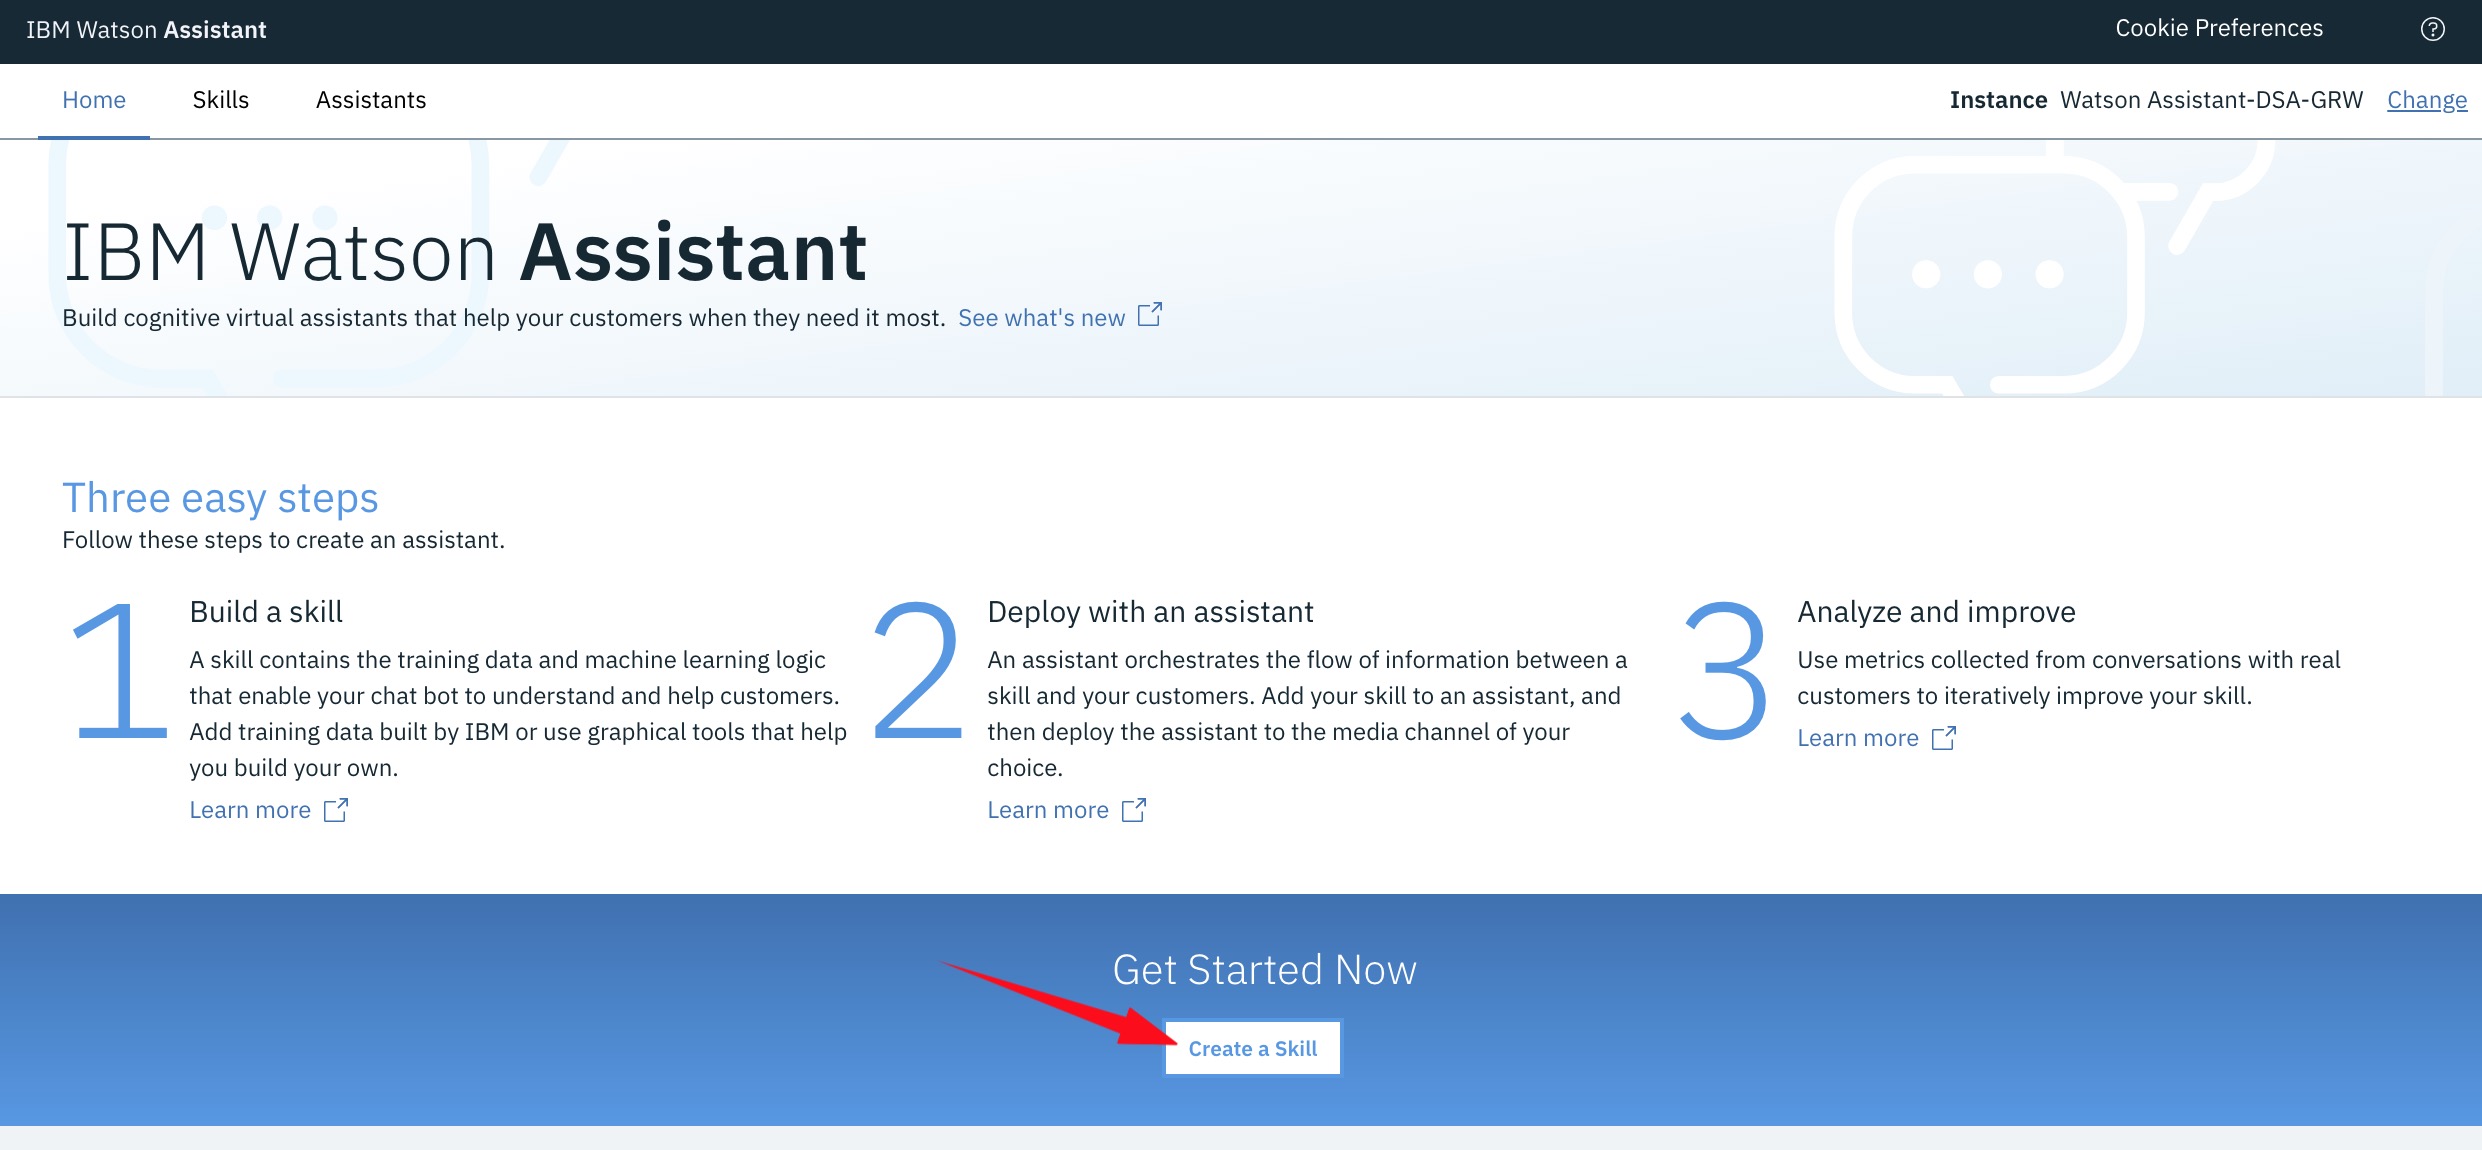 IBM Watson Assistant
Cookie Preferences
?
Home
Skills
Assistants
Instance Watson Assistant-DSA-GRW Change
IBM Watson Assistant
Build cognitive virtual assistants that help your customers when they need it most. See what's new
Three easy steps
Follow these steps to create an assistant.
1
Build a skill
A skill contains the training data and machine learning logic
that enable your chat bot to understand and help customers.
Add training data built by IBM or use graphical tools that help
you build your own.
Learn more
2
Deploy with an assistant
An assistant orchestrates the flow of information between a
skill and your customers. Add your skill to an assistant, and
then deploy the assistant to the media channel of your
choice.
Learn more
3
Analyze and improve
Use metrics collected from conversations with real
customers to iteratively improve your skill.
Learn more
Get Started Now
Create a Skill